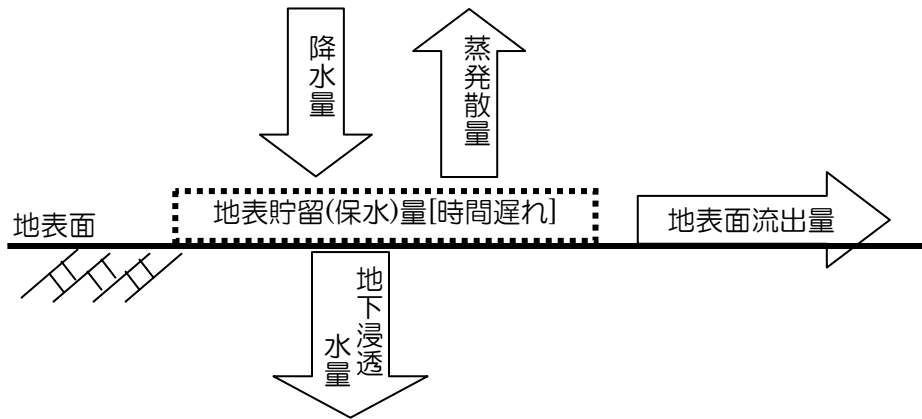 降水量
蒸発散量
地表貯留(保水)量[時間遅れ]
地表面
地表面流出量
地下浸透
水量